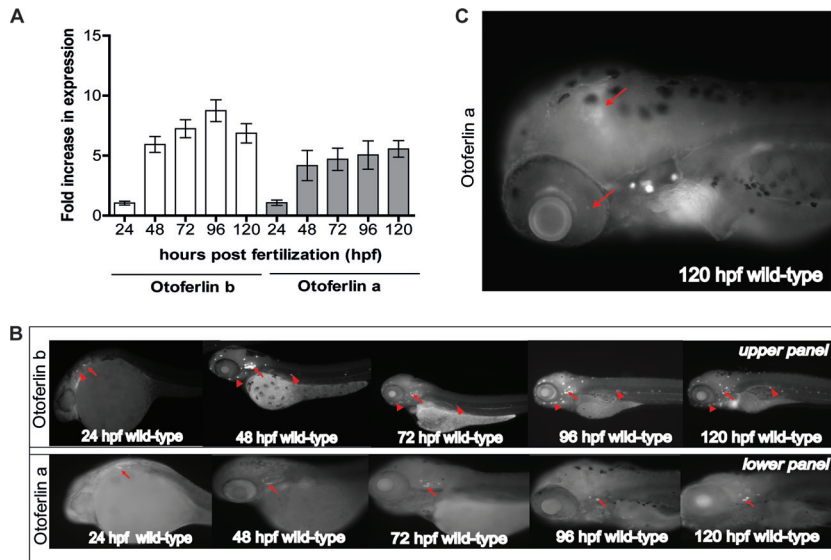 A
Fold increase in expression
15
10
5
0
24 48 72 96 120 24 48 72 96 120
hours post fertilization (hpf)
Otoferlin b Otoferlin a
C
Otoferlin a
120 hpf wild-type
B
Otoferlin b
upper panel
24 hpf wild-type 48 hpf wild-type 72 hpf wild-type 96 hpf wild-type 120 hpf wild-type
Otoferlin a
lower panel
24 hpf wild-type 48 hpf wild-type 72 hpf wild-type 96 hpf wild-type 120 hpf wild-type